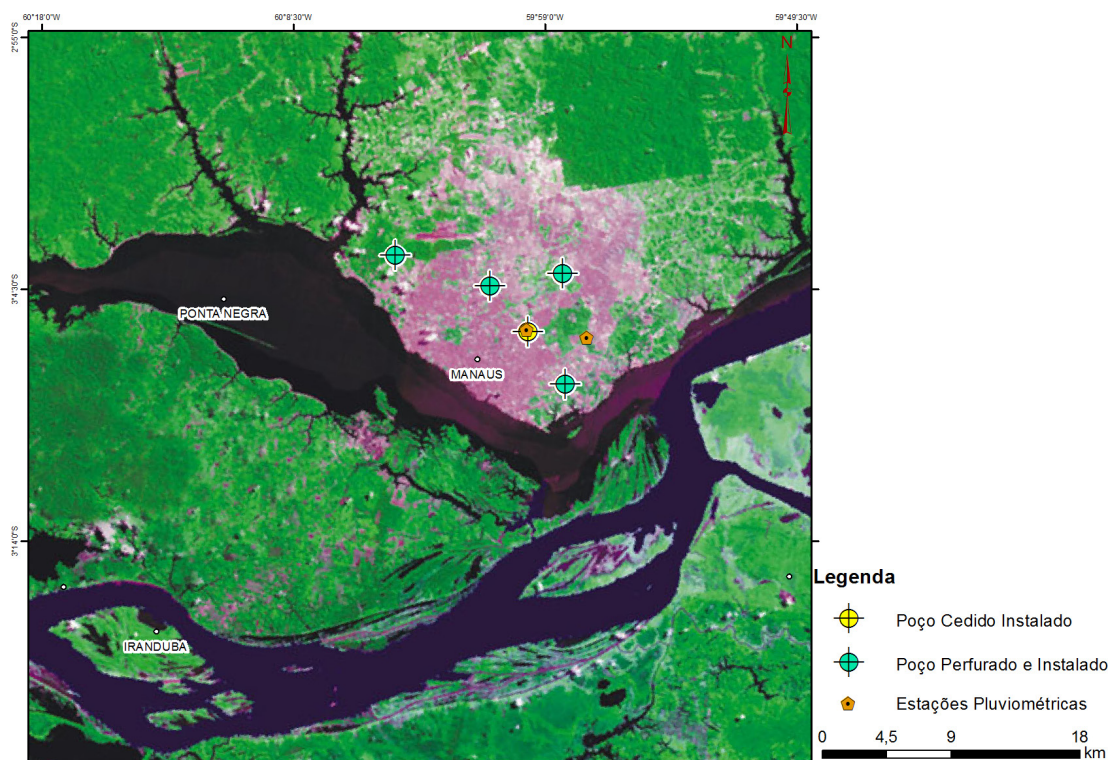 60°18'0"W
60°8'30"W
59°59'0"W
59°49'30"W
2°55'0"S
3°4'30"S
3°14'0"S
N
PONTA NEGRA
MANAUS
IRANDUBA
Legenda
Poço Cedido Instalado
Poço Perfurado e Instalado
Estações Pluviométricas
0 4,5 9 18
km